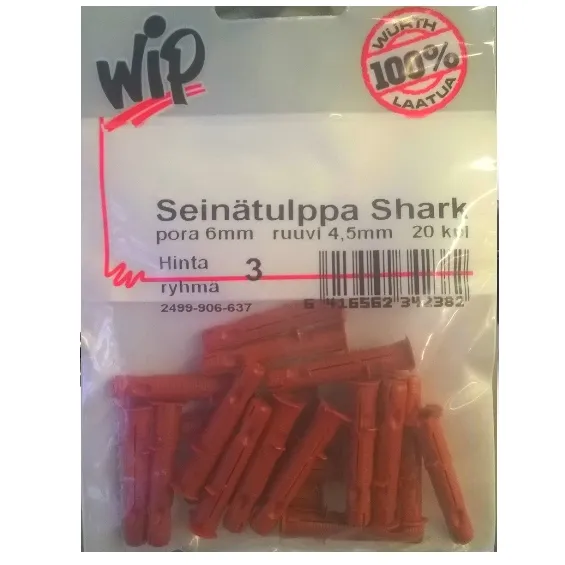 wip
WÜRTH
100%
LAATUA
Seinätulppa Shark
pora 6mm ruuvi 4,5mm 20 kpl
Hinta
ryhmä 3
2499-906-637
6 416562 342382